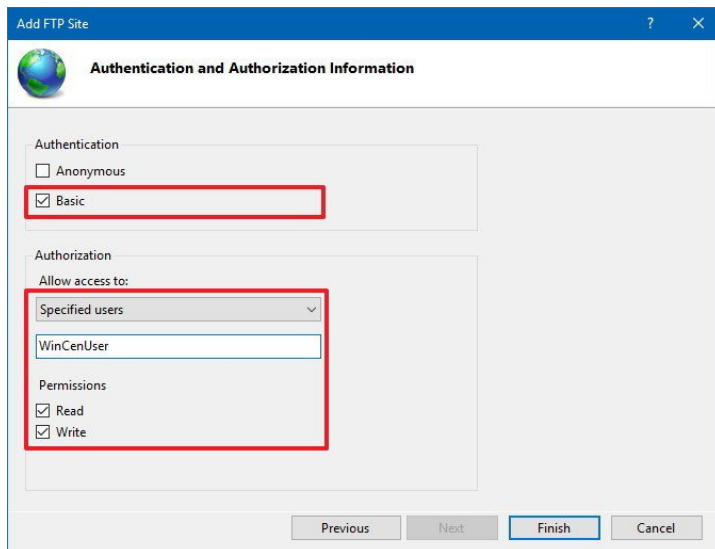 Add FTP Site
?
Authentication and Authorization Information
Authentication
Anonymous
Basic
Authorization
Allow access to:
Specified users
WinCenUser
Permissions
Read
Write
Previous Next Finish Cancel